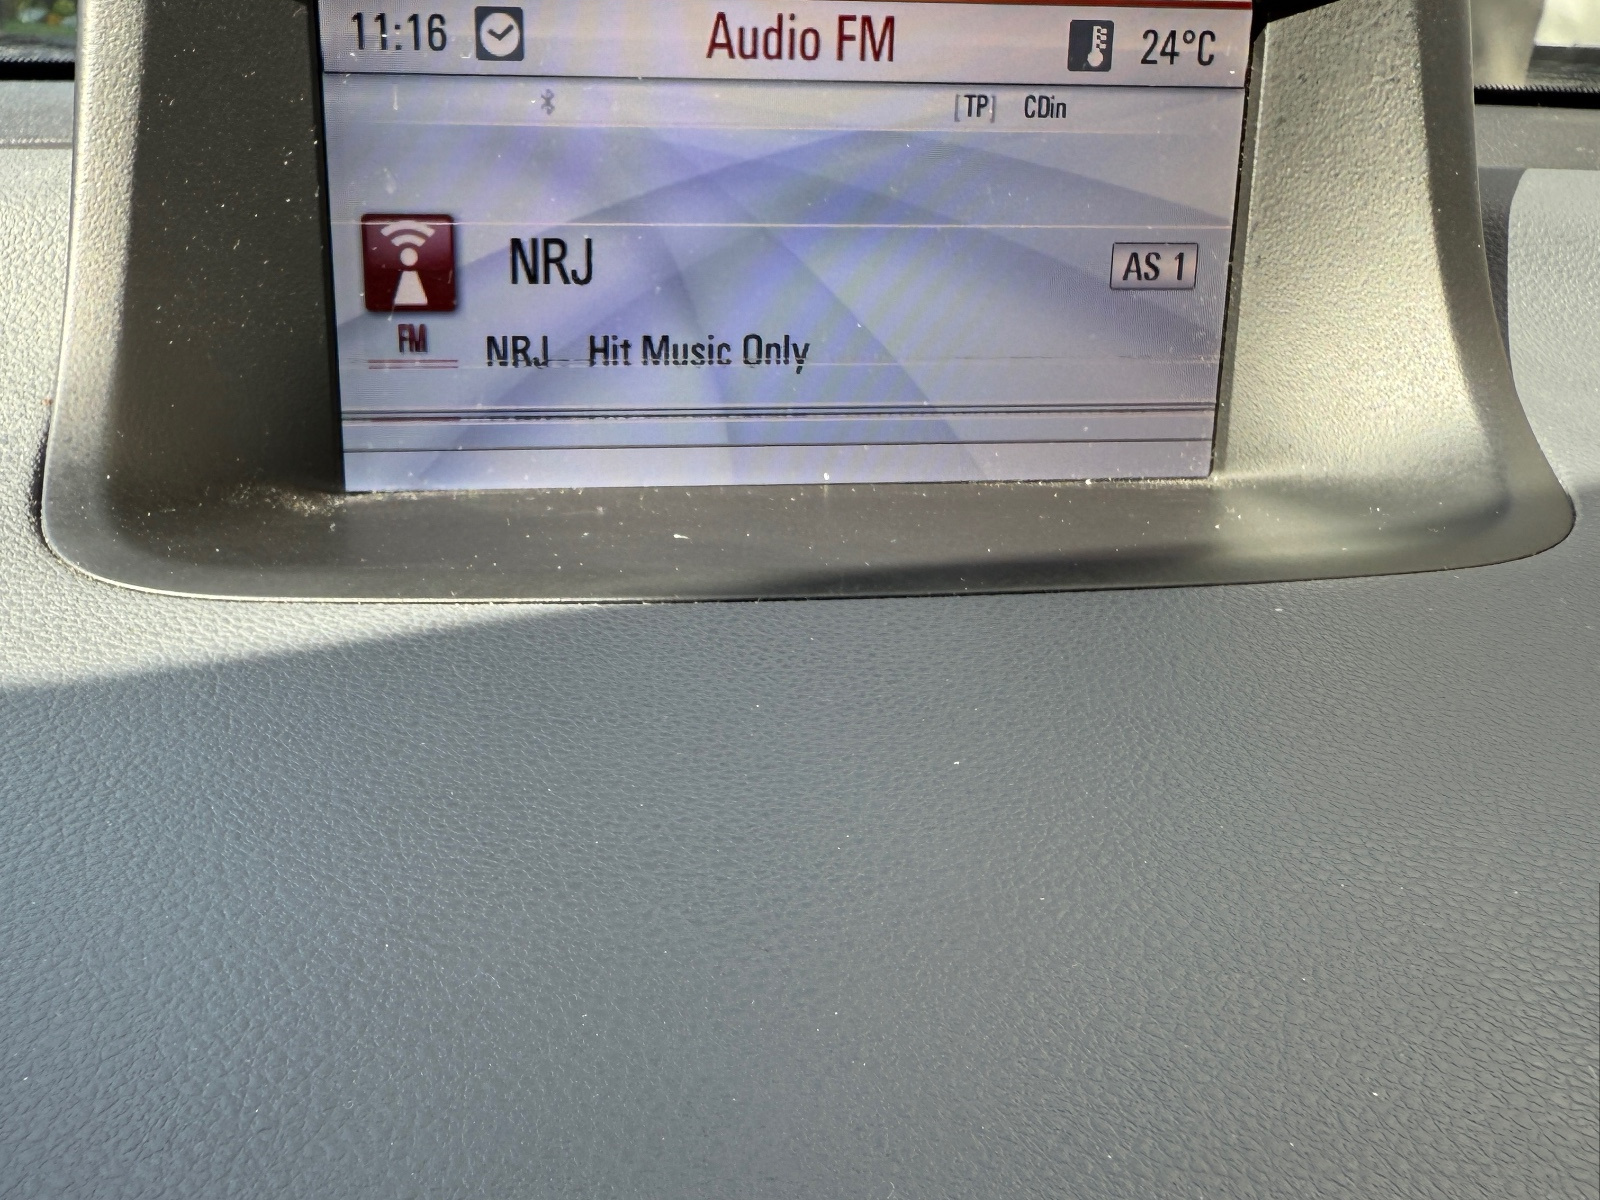 11:16 Audio FM 24°C
[TP] CDin
NRJ AS 1
FM
NRJ Hit Music Only